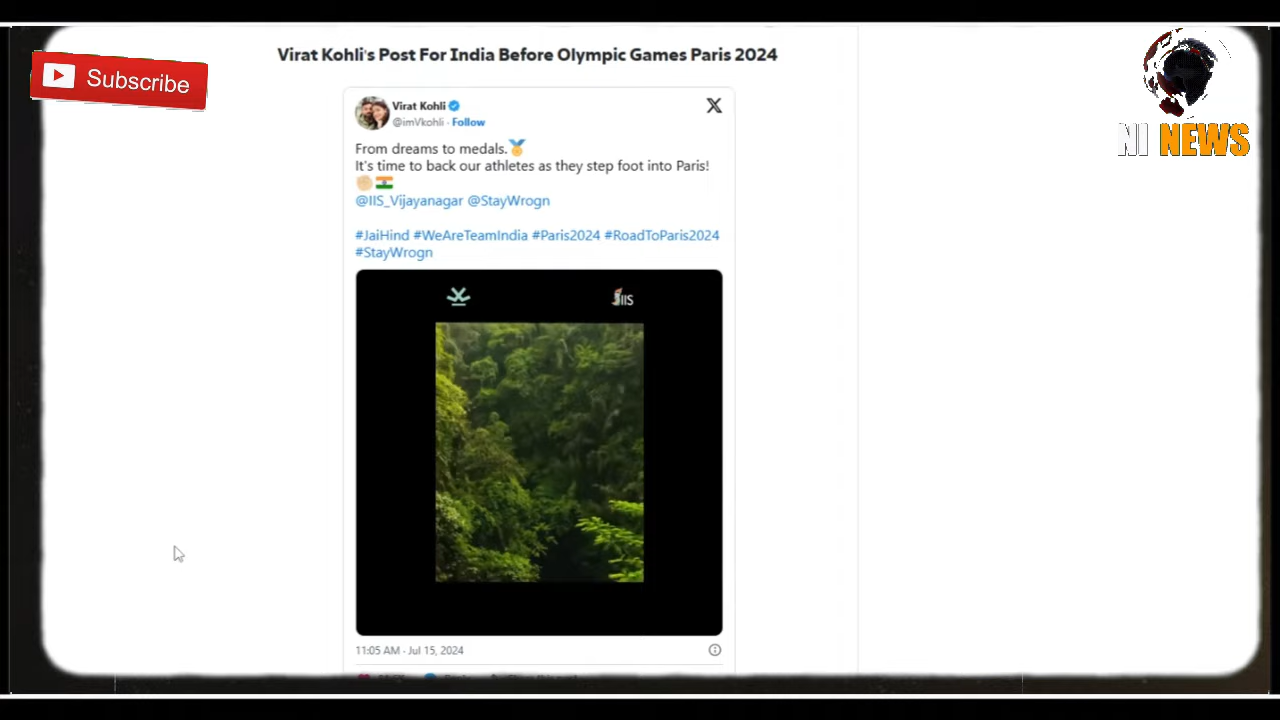 Virat Kohli's Post For India Before Olympic Games Paris 2024
Subscribe
NI NEWS
Virat Kohli
@imVkohli · Follow
From dreams to medals.🏅
It's time to back our athletes as they step foot into Paris!
✊🏼🇮🇳
@IIS_Vijayanagar @StayWrogn
#JaiHind #WeAreTeamIndia #Paris2024 #RoadToParis2024
#StayWrogn
IIS
11:05 AM · Jul 15, 2024